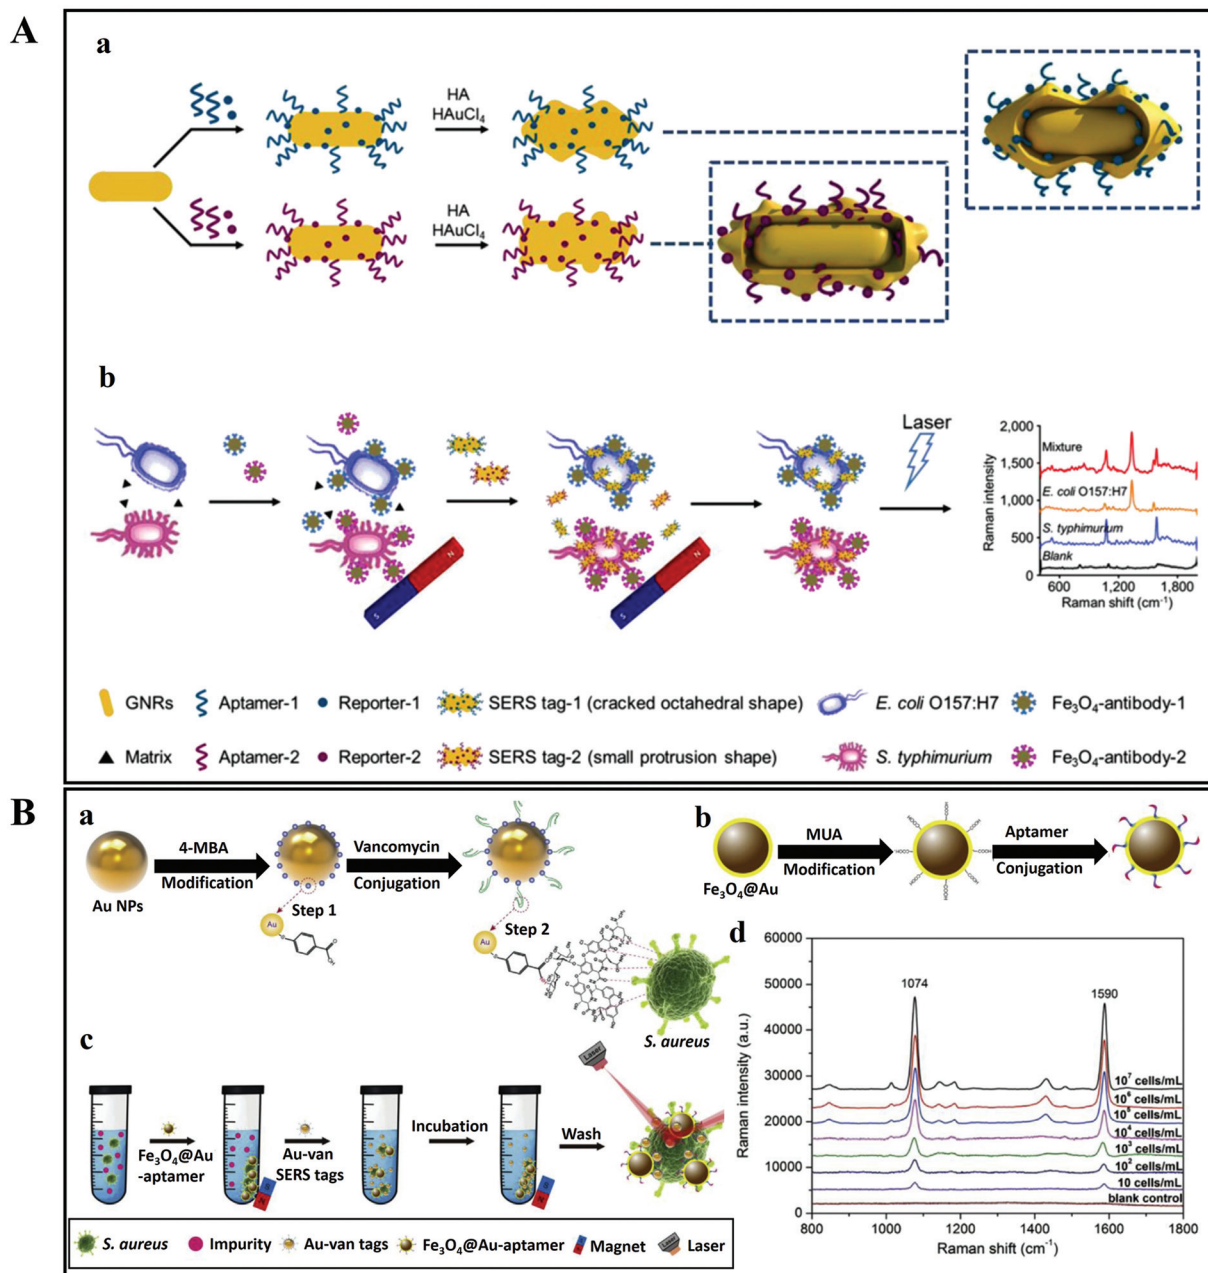 A
a
HA
HAuCl₄
HA
HAuCl₄
b
Laser
Raman intensity
2,000
1,500
1,000
500
0
Mixture
E. coli O157:H7
S. typhimurium
Blank
600
1,200
1,800
Raman shift (cm⁻¹)
N
S
N
S
GNRs
Aptamer-1
Reporter-1
SERS tag-1 (cracked octahedral shape)
E. coli O157:H7
Fe₃O₄-antibody-1
Matrix
Aptamer-2
Reporter-2
SERS tag-2 (small protrusion shape)
S. typhimurium
Fe₃O₄-antibody-2
B
a
Au NPs
4-MBA
Modification
Vancomycin
Conjugation
Step 1
Au
Step 2
Au
S. aureus
b
Fe₃O₄@Au
MUA
Modification
Aptamer
Conjugation
c
Fe₃O₄@Au
-aptamer
Au-van
SERS tags
Incubation
Wash
Laser
d
Raman intensity (a.u.)
60000
50000
40000
30000
20000
10000
0
1074
1590
10⁷ cells/mL
10⁶ cells/mL
10⁵ cells/mL
10⁴ cells/mL
10³ cells/mL
10² cells/mL
10 cells/mL
blank control
800
1000
1200
1400
1600
1800
Raman shift (cm⁻¹)
S. aureus
Impurity
Au-van tags
Fe₃O₄@Au-aptamer
Magnet
Laser